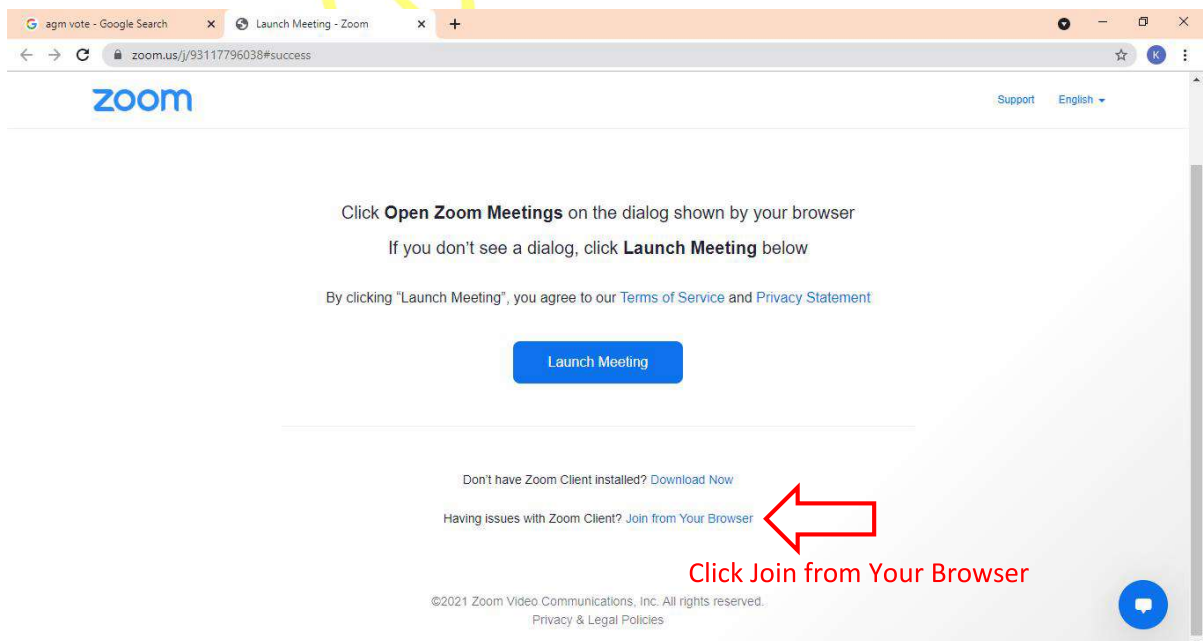 agm vote - Google Search
Launch Meeting - Zoom
zoom.us/j/93117796038#success
K
zoom
Support English
Click Open Zoom Meetings on the dialog shown by your browser
If you don't see a dialog, click Launch Meeting below
By clicking "Launch Meeting", you agree to our Terms of Service and Privacy Statement
Launch Meeting
Don't have Zoom Client installed? Download Now
Having issues with Zoom Client? Join from Your Browser
Click Join from Your Browser
©2021 Zoom Video Communications, Inc. All rights reserved.
Privacy & Legal Policies